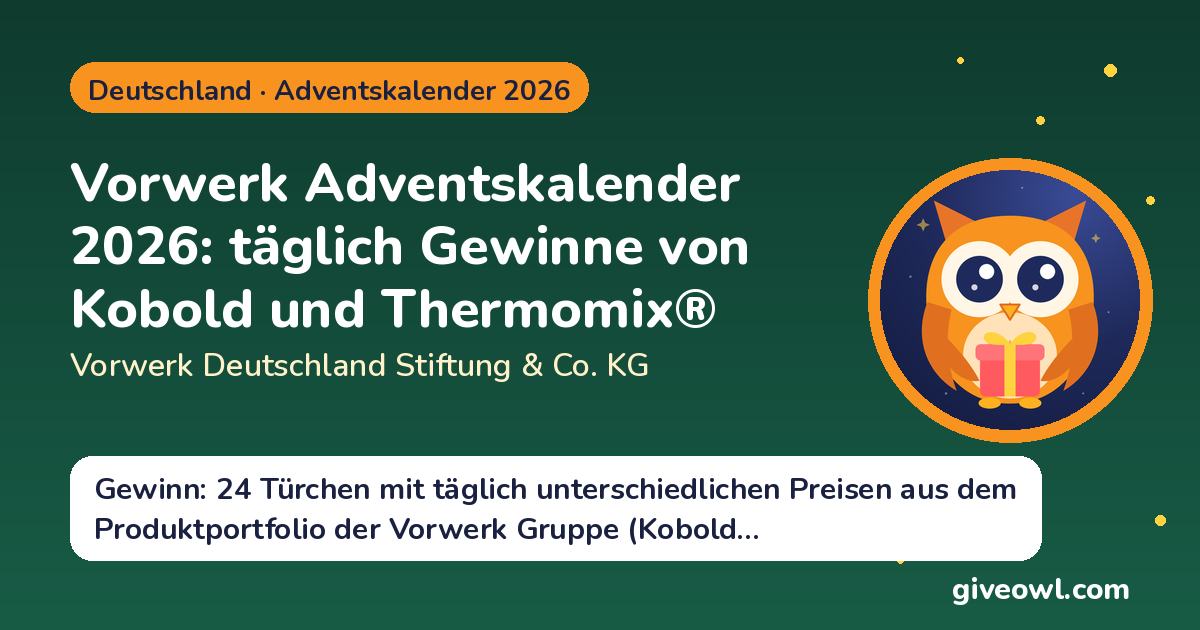 Deutschland · Adventskalender 2026
Vorwerk Adventskalender
2026: täglich Gewinne von
Kobold und Thermomix®
Vorwerk Deutschland Stiftung & Co. KG
Gewinn: 24 Türchen mit täglich unterschiedlichen Preisen aus dem
Produktportfolio der Vorwerk Gruppe (Kobold...
giveowl.com